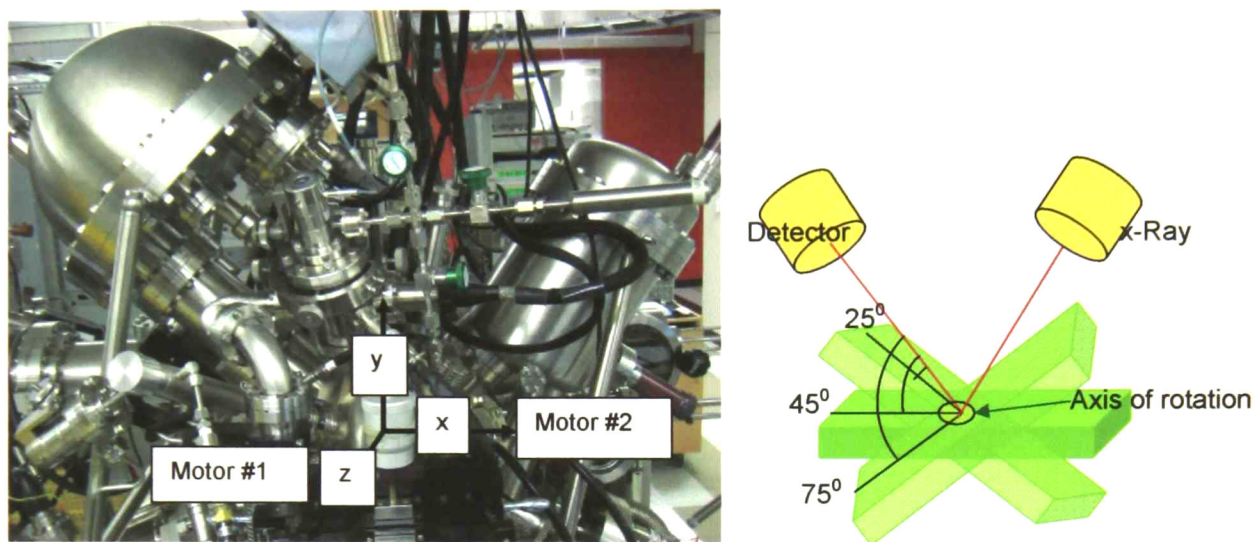 y
x
Motor #2
Motor #1
z
Detector
x-Ray
25⁰
45⁰
Axis of rotation
75⁰